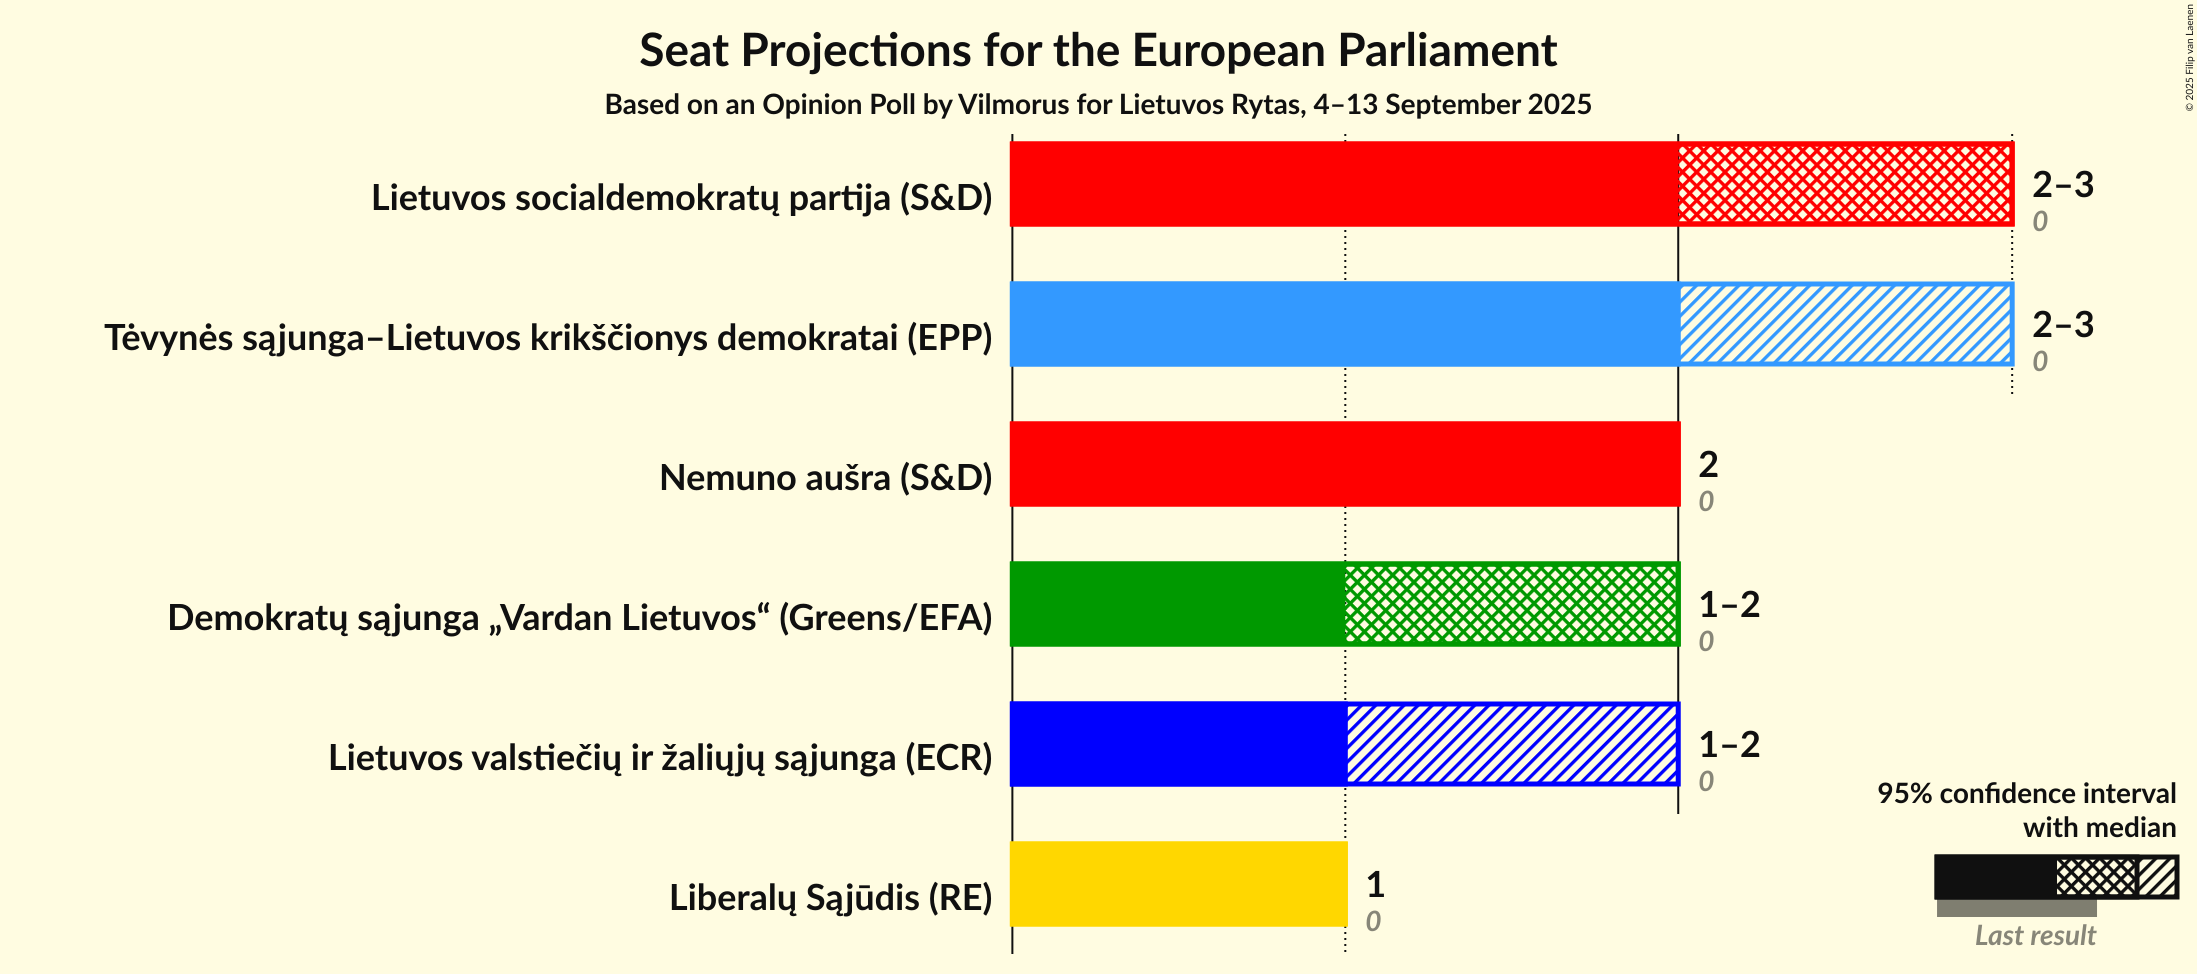 Seat Projections for the European Parliament
Based on an Opinion Poll by Vilmorus for Lietuvos Rytas, 4–13 September 2025
© 2025 Filip van Laenen
Lietuvos socialdemokratų partija (S&D)
2–3
0
Tėvynės sąjunga–Lietuvos krikščionys demokratai (EPP)
2–3
0
Nemuno aušra (S&D)
2
0
Demokratų sąjunga „Vardan Lietuvos“ (Greens/EFA)
1–2
0
Lietuvos valstiečių ir žaliųjų sąjunga (ECR)
1–2
0
Liberalų Sąjūdis (RE)
1
0
95% confidence interval
with median
Last result